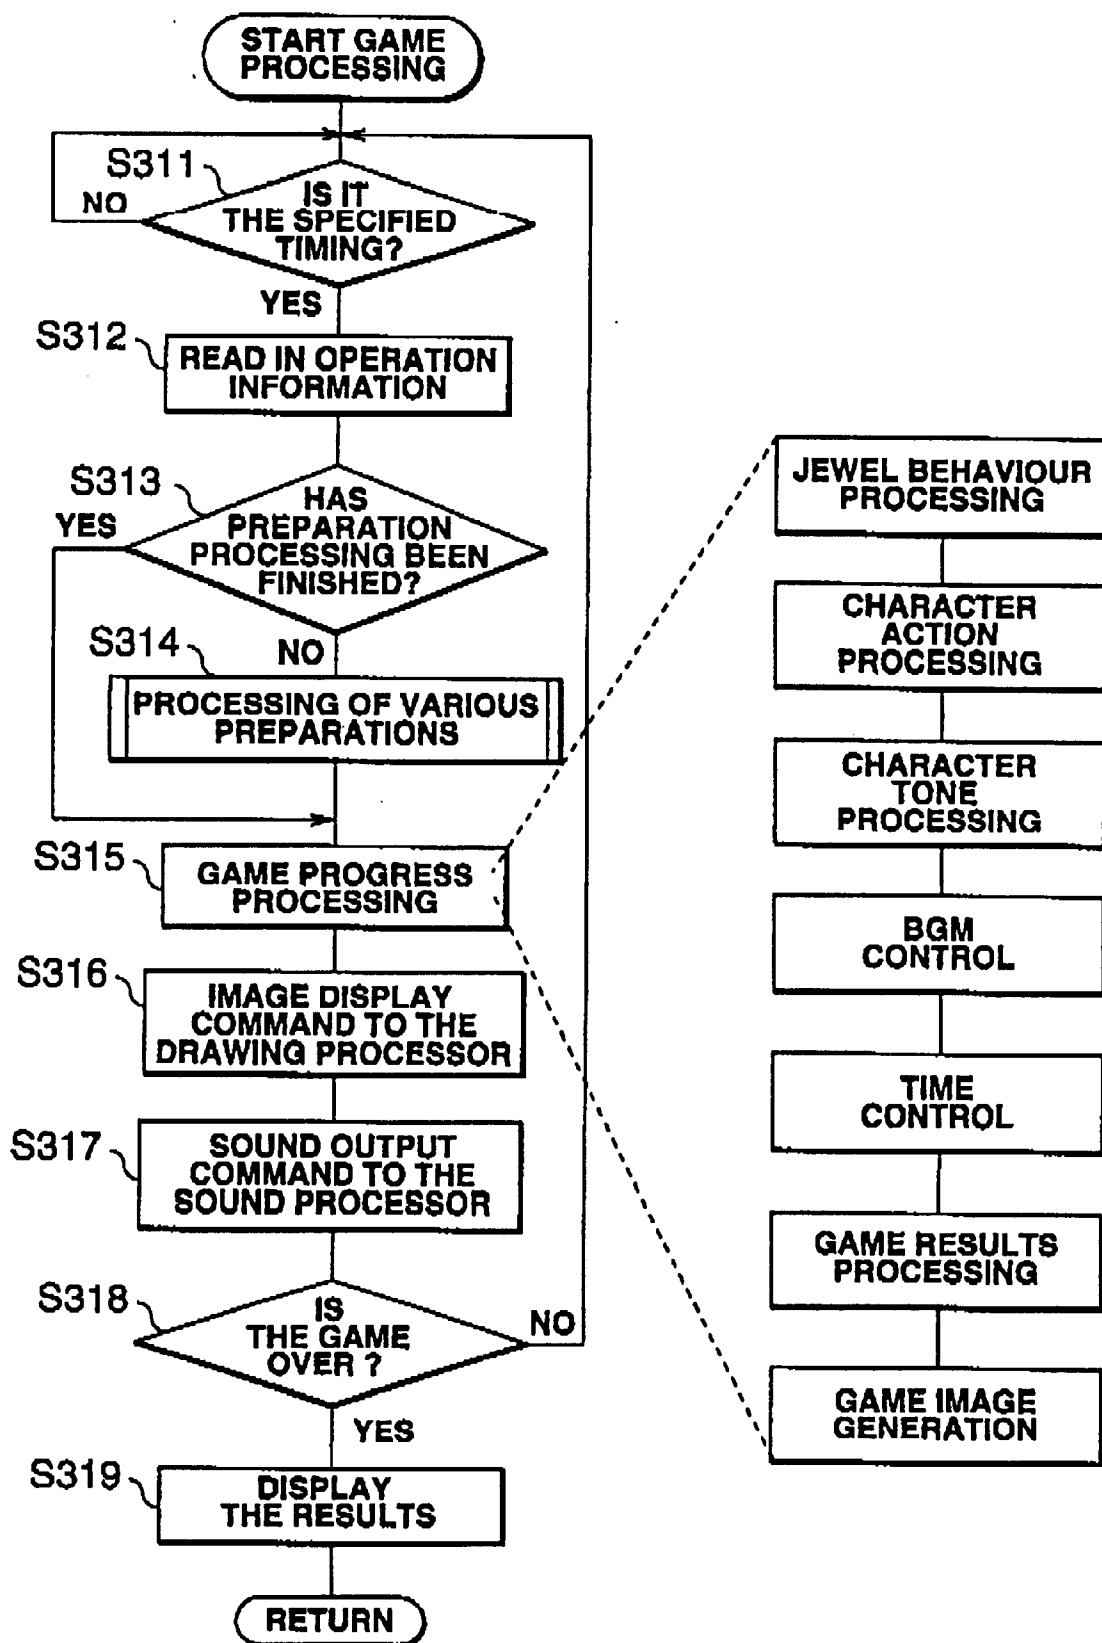 START GAME
PROCESSING
S311
NO
IS IT
THE SPECIFIED
TIMING?
YES
S312
READ IN OPERATION
INFORMATION
S313
YES
HAS
PREPARATION
PROCESSING BEEN
FINISHED?
S314
NO
PROCESSING OF VARIOUS
PREPARATIONS
S315
GAME PROGRESS
PROCESSING
S316
IMAGE DISPLAY
COMMAND TO THE
DRAWING PROCESSOR
S317
SOUND OUTPUT
COMMAND TO THE
SOUND PROCESSOR
S318
IS
THE GAME
OVER ?
NO
YES
S319
DISPLAY
THE RESULTS
RETURN
JEWEL BEHAVIOUR
PROCESSING
CHARACTER
ACTION
PROCESSING
CHARACTER
TONE
PROCESSING
BGM
CONTROL
TIME
CONTROL
GAME RESULTS
PROCESSING
GAME IMAGE
GENERATION